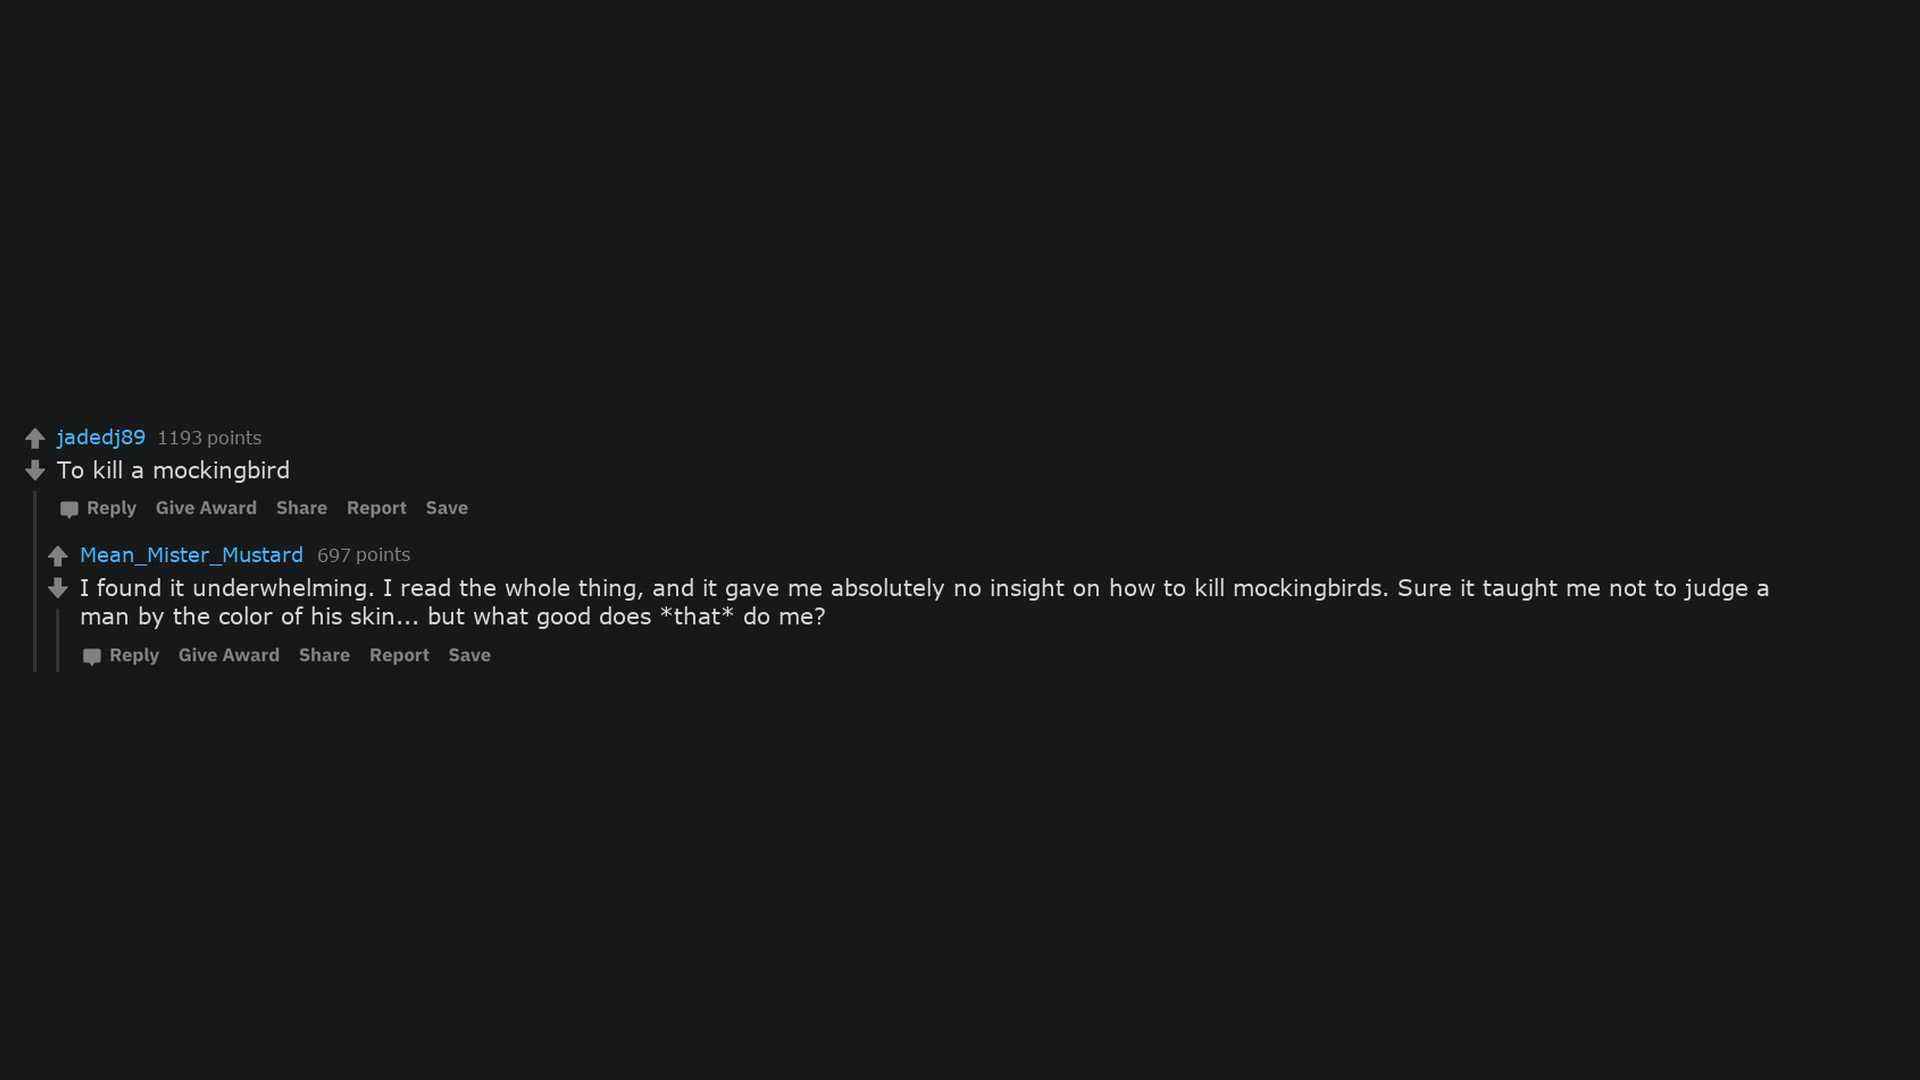 jadedj89 1193 points
To kill a mockingbird
Reply Give Award Share Report Save
Mean_Mister_Mustard 697 points
I found it underwhelming. I read the whole thing, and it gave me absolutely no insight on how to kill mockingbirds. Sure it taught me not to judge a
man by the color of his skin... but what good does *that* do me?
Reply Give Award Share Report Save